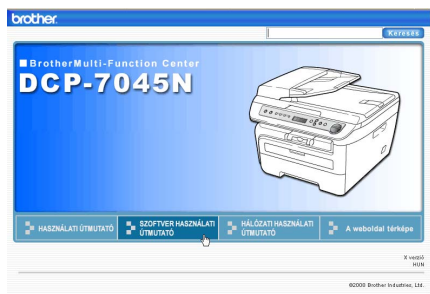 brother.
Keresés
BrotherMulti-Function Center
DCP-7045N
HASZNÁLATI ÚTMUTATÓ
SZOFTVER HASZNÁLATI
ÚTMUTATÓ
HÁLÓZATI HASZNÁLATI
ÚTMUTATÓ
A weboldal térképe
X verzió
HUN
©2000 Brother Industries, Ltd.